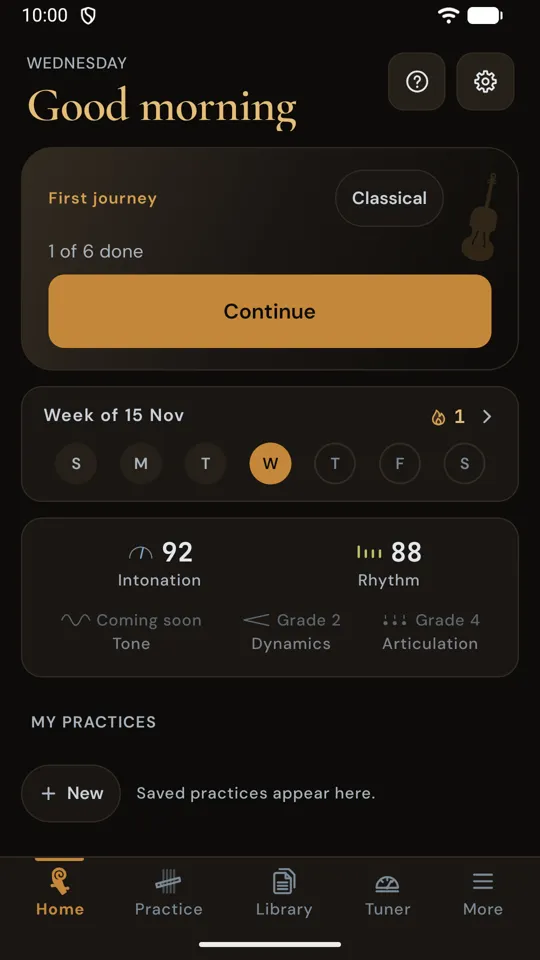 10:00
WEDNESDAY
Good morning
First journey
Classical
1 of 6 done
Continue
Week of 15 Nov
1
S M T W T F S
92 88
Intonation Rhythm
Coming soon Grade 2 Grade 4
Tone Dynamics Articulation
MY PRACTICES
+ New
Saved practices appear here.
Home Practice Library Tuner More